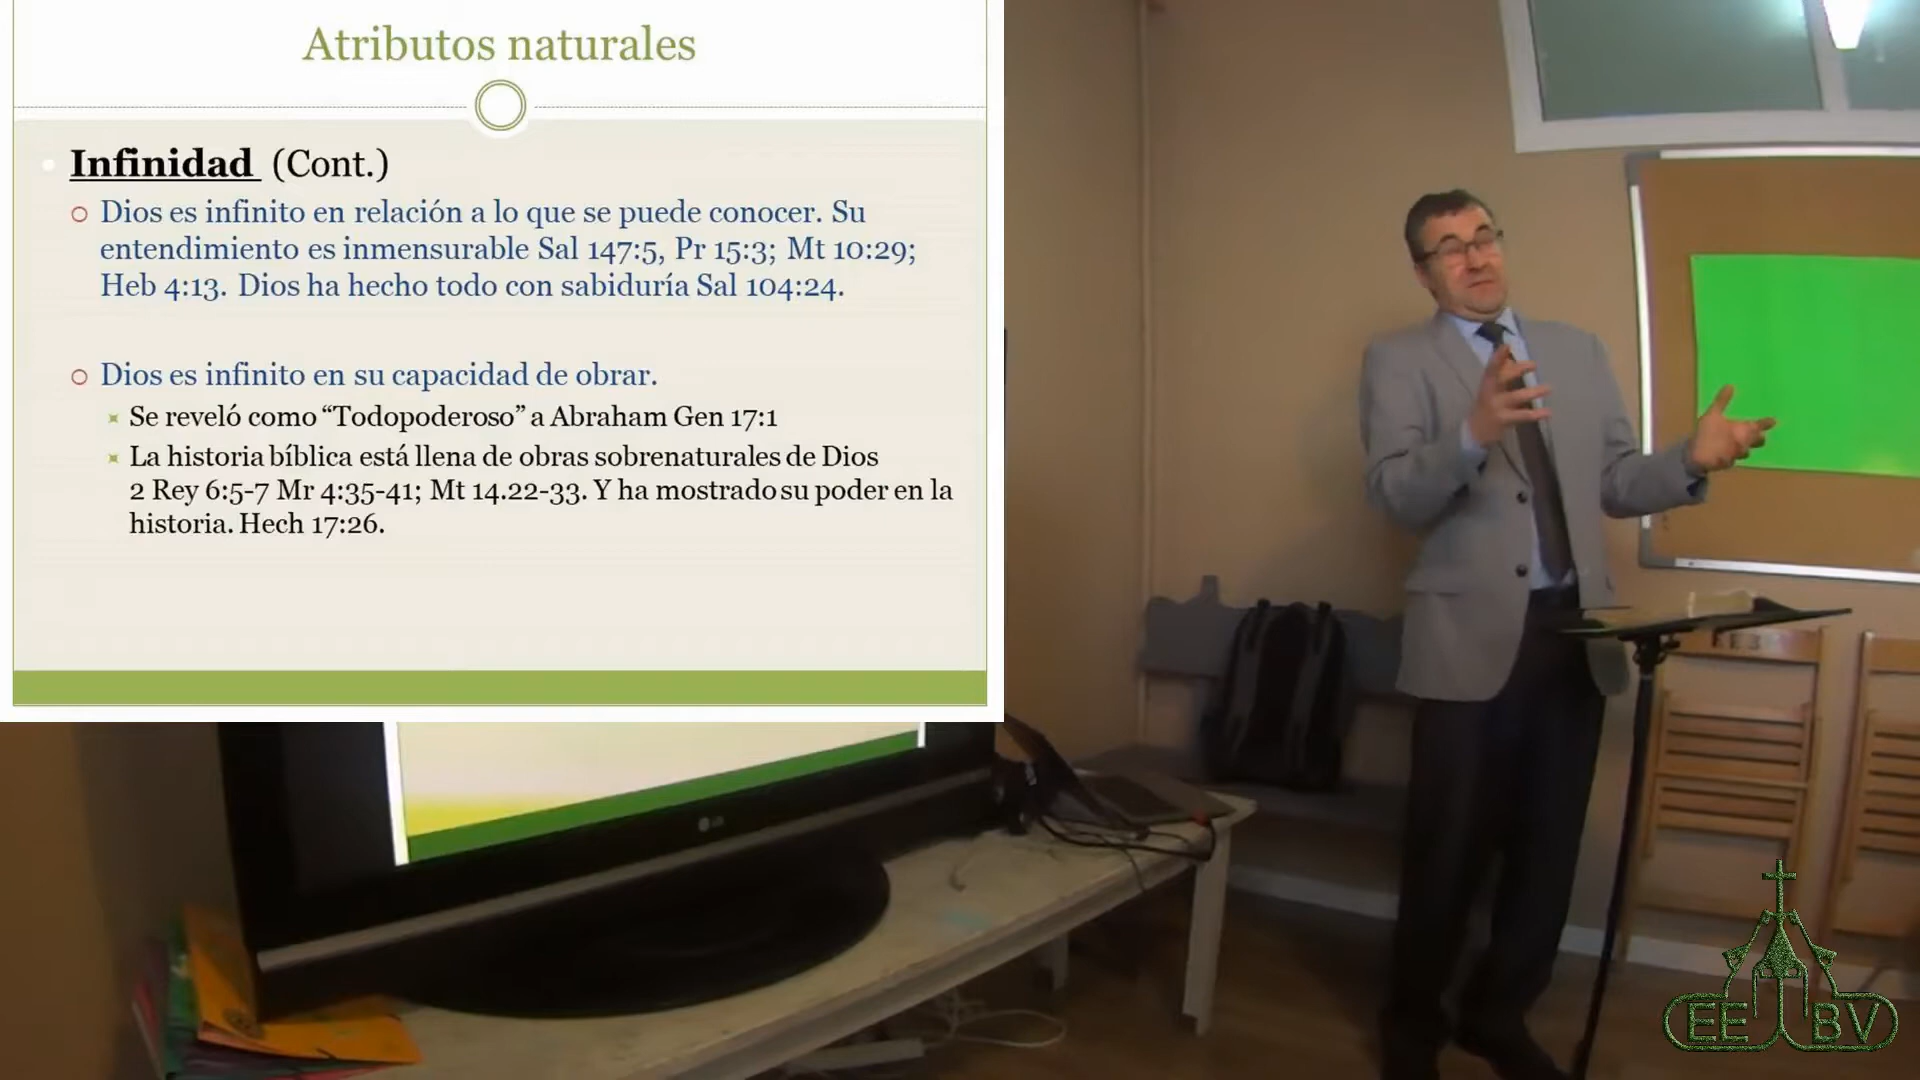 Atributos naturales
Infinidad (Cont.)
Dios es infinito en relación a lo que se puede conocer. Su
entendimiento es inmensurable Sal 147:5, Pr 15:3; Mt 10:29;
Heb 4:13. Dios ha hecho todo con sabiduría Sal 104:24.
Dios es infinito en su capacidad de obrar.
Se reveló como “Todopoderoso” a Abraham Gen 17:1
La historia bíblica está llena de obras sobrenaturales de Dios
2 Rey 6:5-7 Mr 4:35-41; Mt 14.22-33. Y ha mostrado su poder en la
historia. Hech 17:26.
LG
EE BV